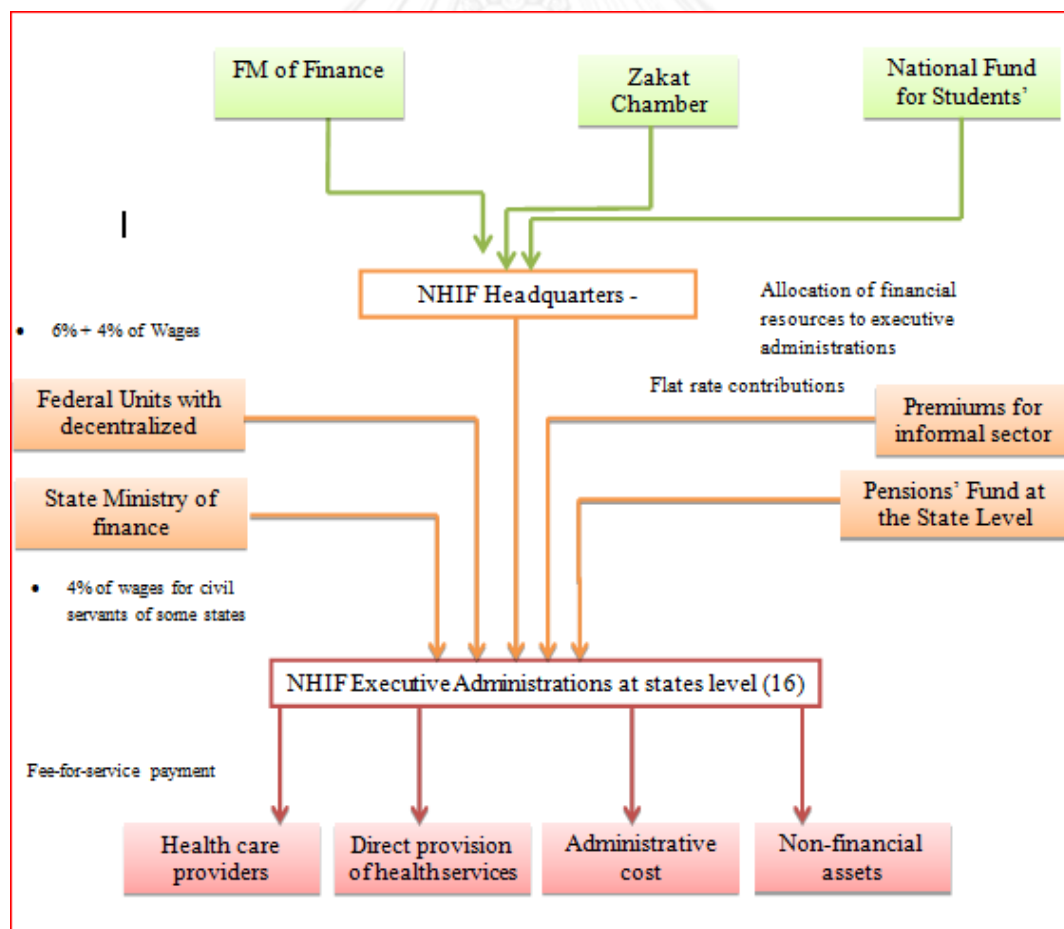 FM of Finance
Zakat
Chamber
National Fund
for Students’
NHIF Headquarters -
Allocation of financial
resources to executive
administrations
• 6% + 4% of Wages
Flat rate contributions
Federal Units with
decentralized
Premiums for
informal sector
State Ministry of
finance
Pensions’ Fund at
the State Level
• 4% of wages for civil
servants of some states
NHIF Executive Administrations at states level (16)
Fee-for-service payment
Health care
providers
Direct provision
of health services
Administrative
cost
Non-financial
assets